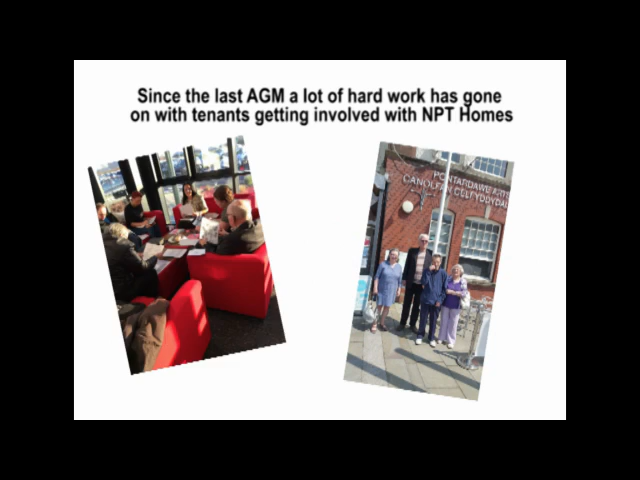 Since the last AGM a lot of hard work has gone
on with tenants getting involved with NPT Homes
PONTARDAWE ARTS
CANOLFAN CELFYDDYDAU